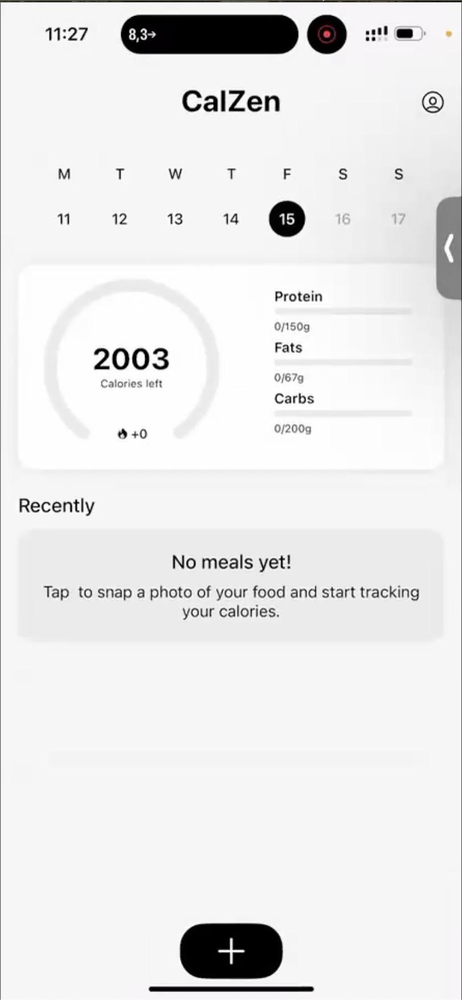 11:27
8,3→
CalZen
M T W T F S S
11 12 13 14 15 16 17
Protein
0/150g
Fats
0/67g
Carbs
0/200g
2003
Calories left
+0
Recently
No meals yet!
Tap  to snap a photo of your food and start tracking
your calories.